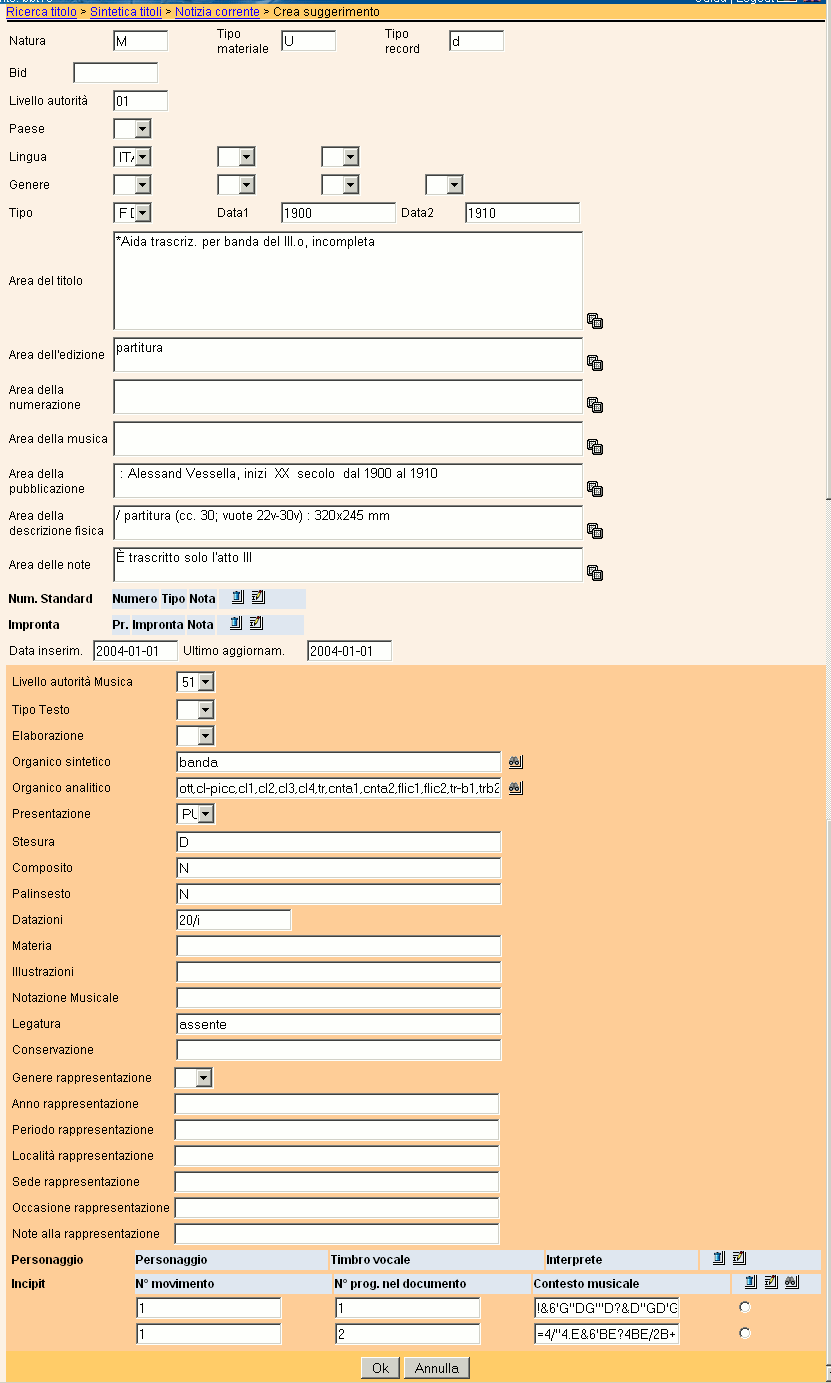 Ricerca titolo > Sintetica titoli > Notizia corrente > Crea suggerimento
Natura M Tipo materiale U Tipo record d
Bid
Livello autorità 01
Paese
Lingua ITA
Genere
Tipo F D Data1 1900 Data2 1910
Area del titolo *Aida trascriz. per banda del III.o, incompleta
Area dell'edizione partitura
Area della numerazione
Area della musica
Area della pubblicazione : Alessand Vessella, inizi XX secolo dal 1900 al 1910
Area della descrizione fisica / partitura (cc. 30; vuote 22v-30v) : 320x245 mm
Area delle note È trascritto solo l'atto III
Num. Standard Numero Tipo Nota
Impronta Pr. Impronta Nota
Data inserim. 2004-01-01 Ultimo aggiornam. 2004-01-01
Livello autorità Musica 51
Tipo Testo
Elaborazione
Organico sintetico banda
Organico analitico ott,cl-picc,cl1,cl2,cl3,cl4,tr,cnta1,cnta2,flic1,flic2,tr-b1,trb2
Presentazione PU
Stesura D
Composito N
Palinsesto N
Datazioni 20/i
Materia
Illustrazioni
Notazione Musicale
Legatura assente
Conservazione
Genere rappresentazione
Anno rappresentazione
Periodo rappresentazione
Località rappresentazione
Sede rappresentazione
Occasione rappresentazione
Note alla rappresentazione
Personaggio Personaggio Timbro vocale Interprete
Incipit N° movimento N° prog. nel documento Contesto musicale
1 1 !&6'G''DG'''D?&D''GD'G
1 2 =4/''4.E&6'BE?4BE/2B+
Ok Annulla